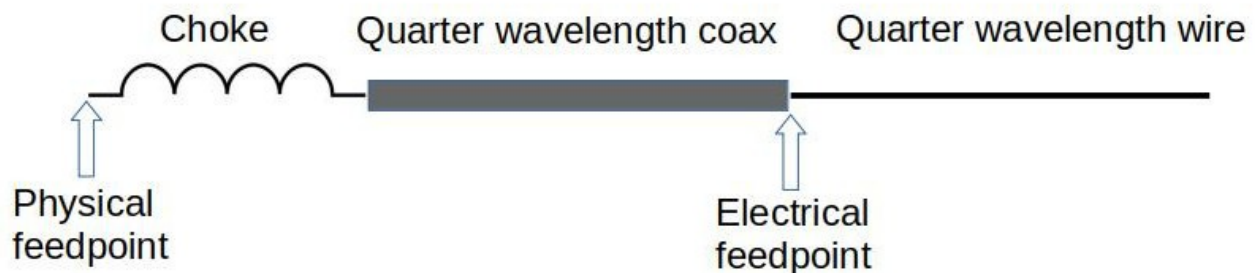 Choke
Quarter wavelength coax
Quarter wavelength wire
Physical
feedpoint
Electrical
feedpoint